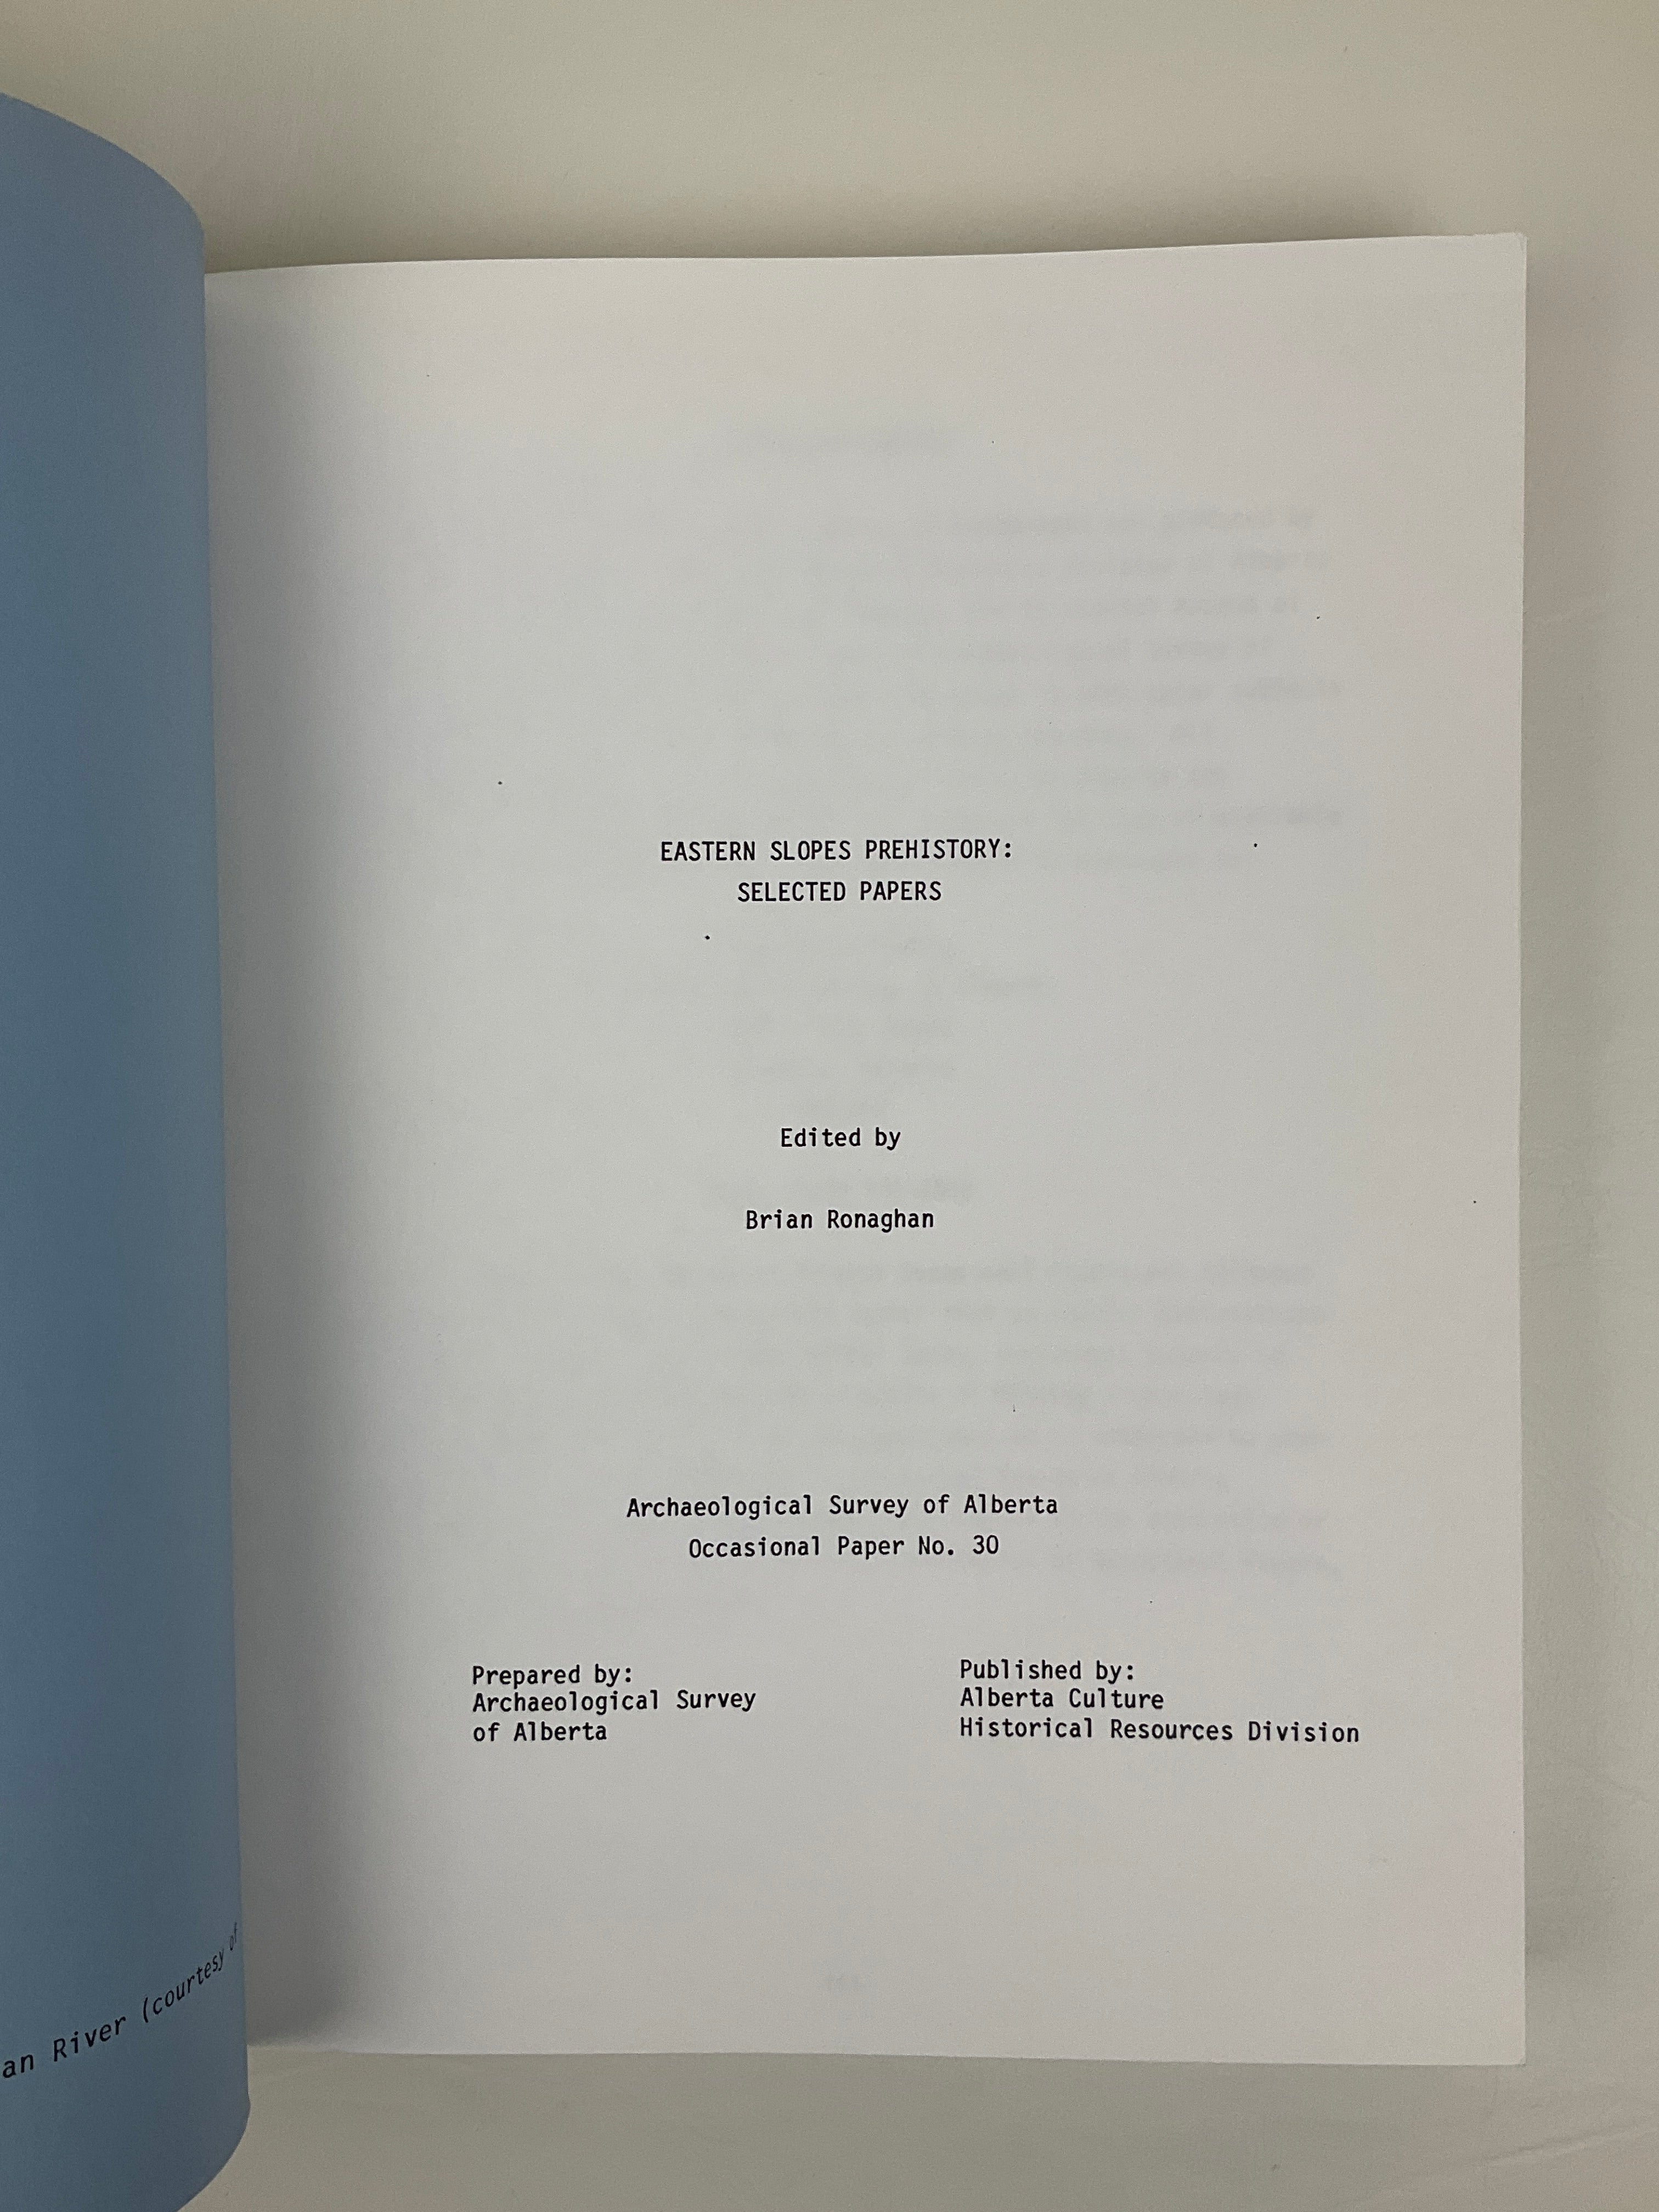 EASTERN SLOPES PREHISTORY:
SELECTED PAPERS
Edited by
Brian Ronaghan
Archaeological Survey of Alberta
Occasional Paper No. 30
Prepared by:
Archaeological Survey
of Alberta
Published by:
Alberta Culture
Historical Resources Division
an River (courtesy of